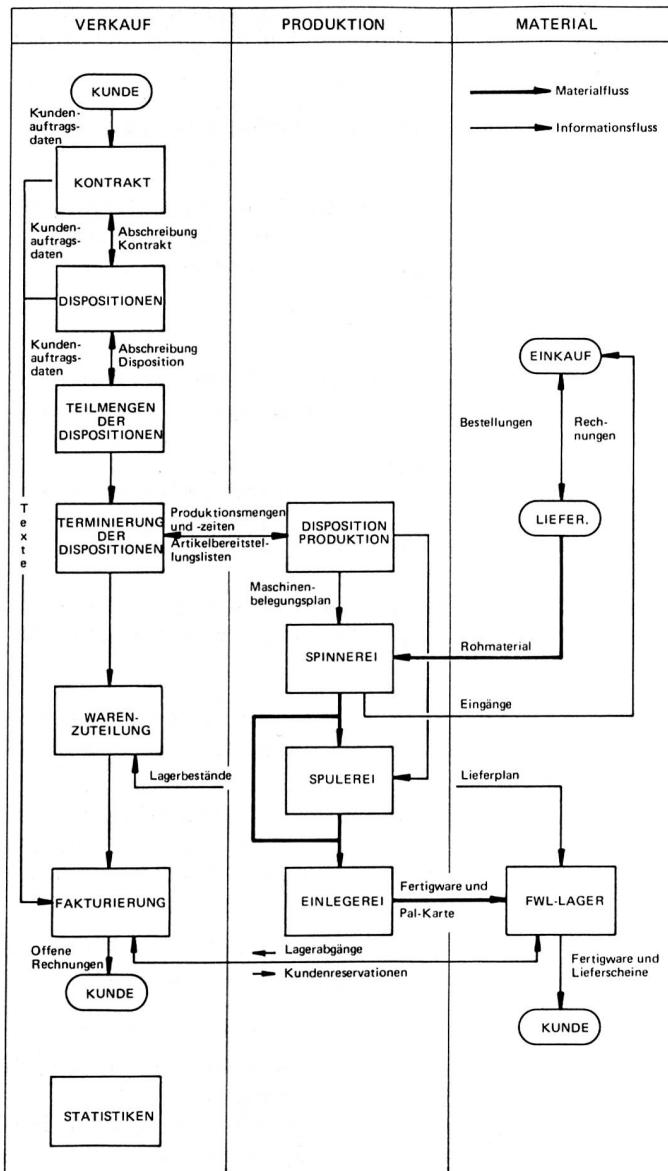 VERKAUF
PRODUKTION
MATERIAL
KUNDE
Kunden-
auftrags-
daten
Materialfluss
Informationsfluss
KONTRAKT
Kunden-
auftrags-
daten
Abschreibung
Kontrakt
DISPOSITIONEN
Kunden-
auftrags-
daten
Abschreibung
Disposition
EINKAUF
TEILMENGEN
DER
DISPOSITIONEN
Bestellungen
Rech-
nungen
Texte
TERMINIERUNG
DER
DISPOSITIONEN
Produktionsmengen
und -zeiten
Artikelbereitstel-
lungslisten
DISPOSITION
PRODUKTION
LIEFER.
Maschinen-
belegungsplan
SPINNEREI
Rohmaterial
Eingänge
WAREN-
ZUTEILUNG
Lagerbestände
SPULEREI
Lieferplan
FAKTURIERUNG
EINLEGEREI
Fertigware und
Pal-Karte
FWL-LAGER
Offene
Rechnungen
Lagerabgänge
Kundenreservationen
Fertigware und
Lieferscheine
KUNDE
KUNDE
STATISTIKEN